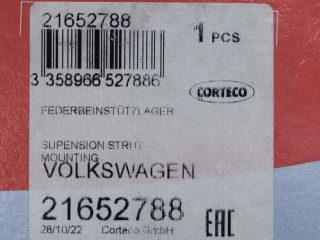 21652788
1 PCS
3 358966 527886
CORTECO
FEDERBEINSTÜTZLAGER
SUPENSION STRUT
MOUNTING
VOLKSWAGEN
21652788
28/10/22 Corteco GmbH
EAC